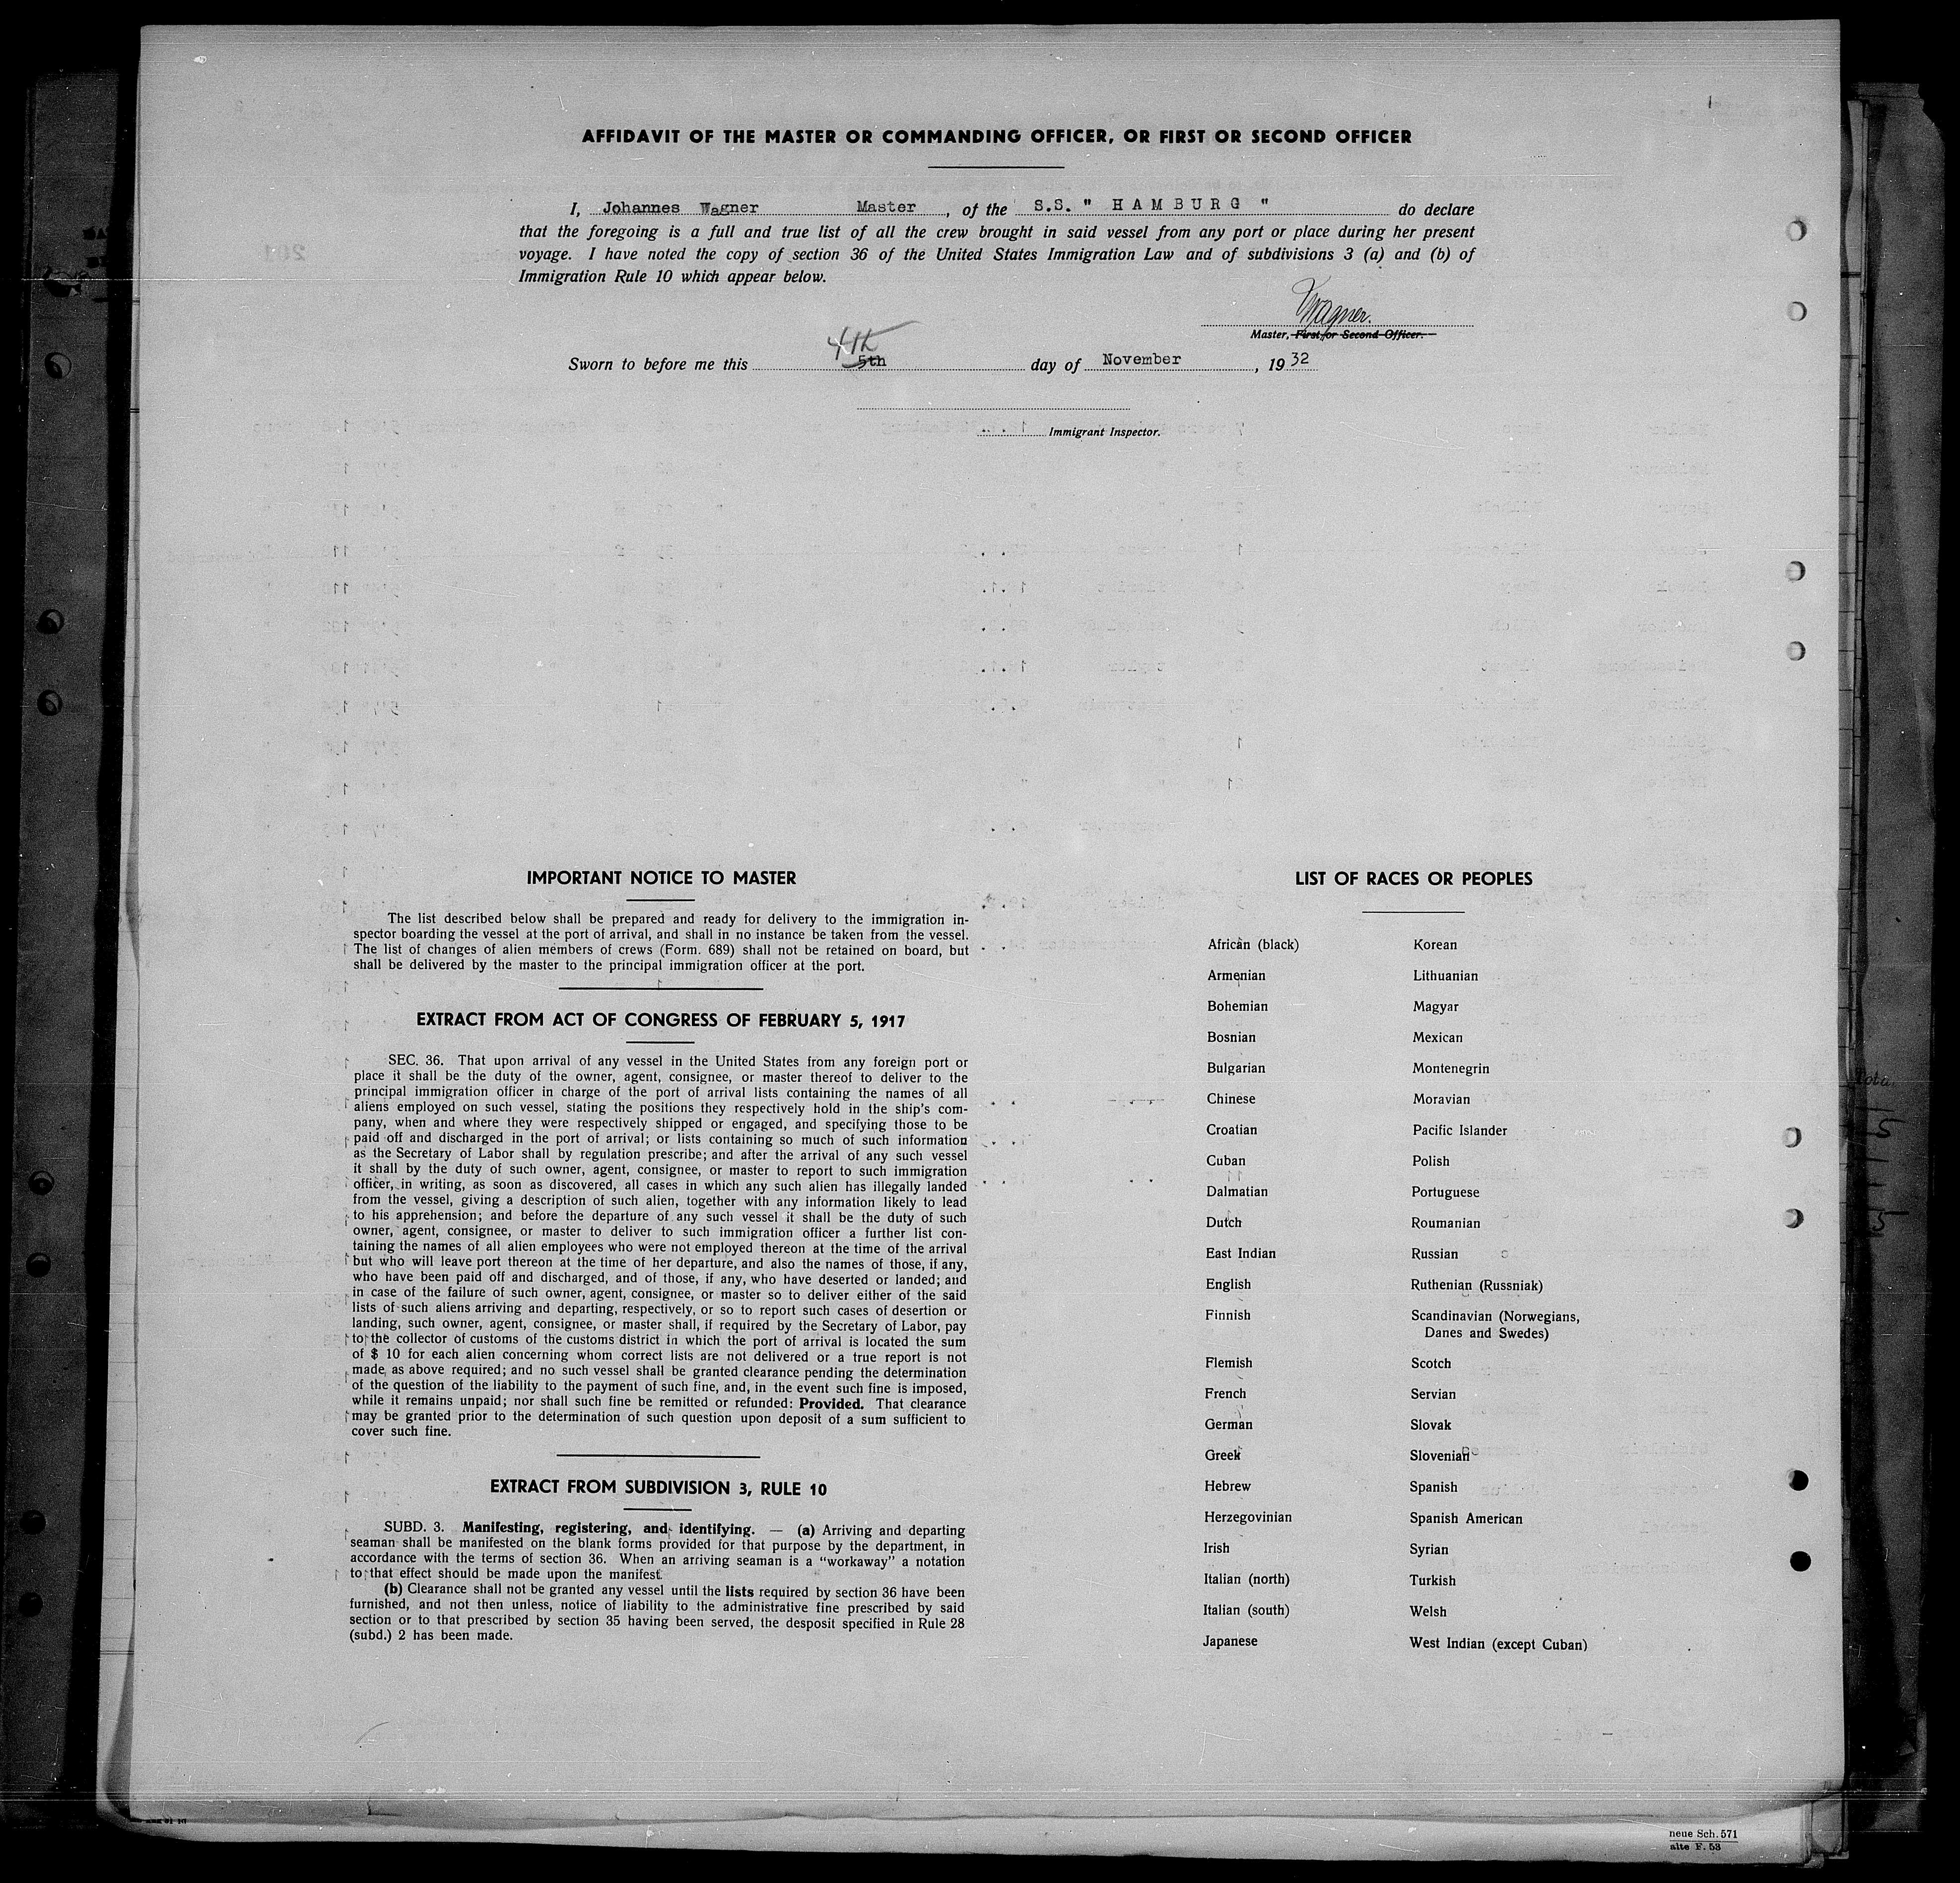 AFFIDAVIT OF THE MASTER OR COMMANDING OFFICER, OR FIRST OR SECOND OFFICER
I, Johannes Wagner Master, of the S.S. " H A M B U R G " do declare
that the foregoing is a full and true list of all the crew brought in said vessel from any port or place during her present
voyage. I have noted the copy of section 36 of the United States Immigration Law and of subdivisions 3 (a) and (b) of
Immigration Rule 10 which appear below.
Wagner.
Master, First, or Second Officer.
4th
Sworn to before me this 5th day of November, 1932
Immigrant Inspector.
IMPORTANT NOTICE TO MASTER
The list described below shall be prepared and ready for delivery to the immigration in-
spector boarding the vessel at the port of arrival, and shall in no instance be taken from the vessel.
The list of changes of alien members of crews (Form. 689) shall not be retained on board, but
shall be delivered by the master to the principal immigration officer at the port.
EXTRACT FROM ACT OF CONGRESS OF FEBRUARY 5, 1917
SEC. 36. That upon arrival of any vessel in the United States from any foreign port or
place it shall be the duty of the owner, agent, consignee, or master thereof to deliver to the
principal immigration officer in charge of the port of arrival lists containing the names of all
aliens employed on such vessel, stating the positions they respectively hold in the ship's com-
pany, when and where they were respectively shipped or engaged, and specifying those to be
paid off and discharged in the port of arrival; or lists containing so much of such information
as the Secretary of Labor shall by regulation prescribe; and after the arrival of any such vessel
it shall by the duty of such owner, agent, consignee, or master to report to such immigration
officer, in writing, as soon as discovered, all cases in which any such alien has illegally landed
from the vessel, giving a description of such alien, together with any information likely to lead
to his apprehension; and before the departure of any such vessel it shall be the duty of such
owner, agent, consignee, or master to deliver to such immigration officer a further list con-
taining the names of all alien employees who were not employed thereon at the time of the arrival
but who will leave port thereon at the time of her departure, and also the names of those, if any,
who have been paid off and discharged, and of those, if any, who have deserted or landed; and
in case of the failure of such owner, agent, consignee, or master so to deliver either of the said
lists of such aliens arriving and departing, respectively, or so to report such cases of desertion or
landing, such owner, agent, consignee, or master shall, if required by the Secretary of Labor, pay
to the collector of customs of the customs district in which the port of arrival is located the sum
of $ 10 for each alien concerning whom correct lists are not delivered or a true report is not
made, as above required; and no such vessel shall be granted clearance pending the determination
of the question of the liability to the payment of such fine, and, in the event such fine is imposed,
while it remains unpaid; nor shall such fine be remitted or refunded: Provided. That clearance
may be granted prior to the determination of such question upon deposit of a sum sufficient to
cover such fine.
EXTRACT FROM SUBDIVISION 3, RULE 10
SUBD. 3. Manifesting, registering, and identifying. — (a) Arriving and departing
seaman shall be manifested on the blank forms provided for that purpose by the department, in
accordance with the terms of section 36. When an arriving seaman is a "workaway" a notation
to that effect should be made upon the manifest.
(b) Clearance shall not be granted any vessel until the lists required by section 36 have been
furnished, and not then unless, notice of liability to the administrative fine prescribed by said
section or to that prescribed by section 35 having been served, the desposit specified in Rule 28
(subd.) 2 has been made.
LIST OF RACES OR PEOPLES
African (black) Korean
Armenian Lithuanian
Bohemian Magyar
Bosnian Mexican
Bulgarian Montenegrin
Chinese Moravian
Croatian Pacific Islander
Cuban Polish
Dalmatian Portuguese
Dutch Roumanian
East Indian Russian
English Ruthenian (Russniak)
Finnish Scandinavian (Norwegians,
Danes and Swedes)
Flemish Scotch
French Servian
German Slovak
Greek Slovenian
Hebrew Spanish
Herzegovinian Spanish American
Irish Syrian
Italian (north) Turkish
Italian (south) Welsh
Japanese West Indian (except Cuban)
neue Sch. 571
alte F. 53